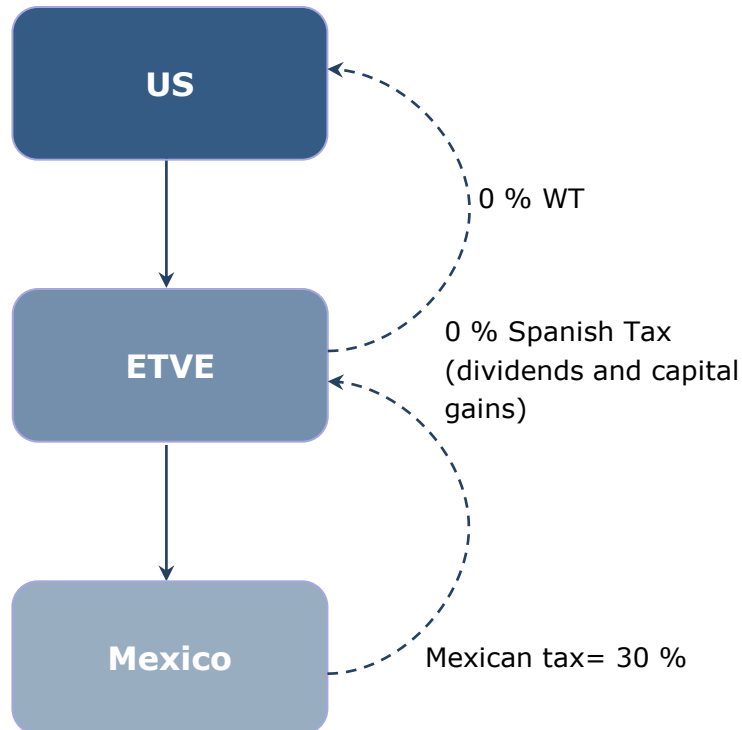 US
0 % WT
0 % Spanish Tax
(dividends and capital
gains)
ETVE
Mexico
Mexican tax= 30 %